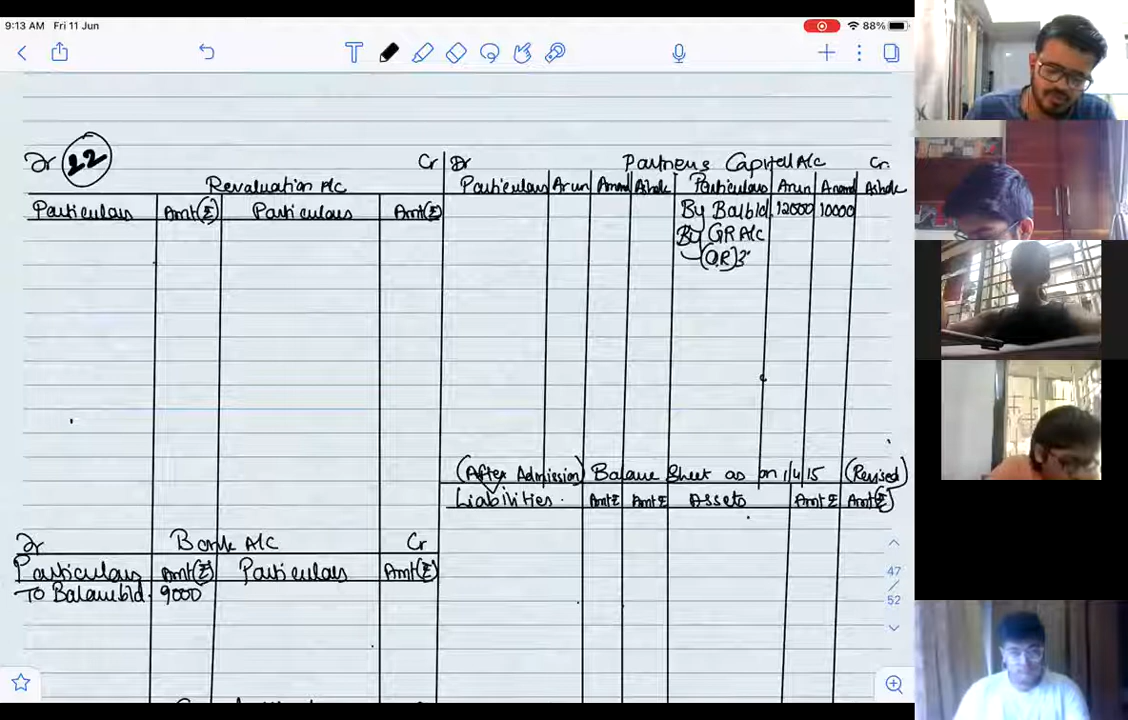 9:13 AM Fri 11 Jun
88%
T
Dr 22 Cr
Revaluation A/c
Particulars Amt(₹) Particulars Amt(₹)
Dr Partners Capital A/c Cr
Particulars Arun Anand Ashok Particulars Arun Anand Ashok
By Bal b/d 12000 10000
By GR A/c
(O.R) 3:
(After Admission) Balance Sheet as on 1/4/15 (Revised)
Liabilities Amt₹ Amt₹ Assets Amt₹ Amt(₹)
Dr Bank A/c Cr
Particulars Amt(₹) Particulars Amt(₹)
To Balance b/d 9000
47
/
52